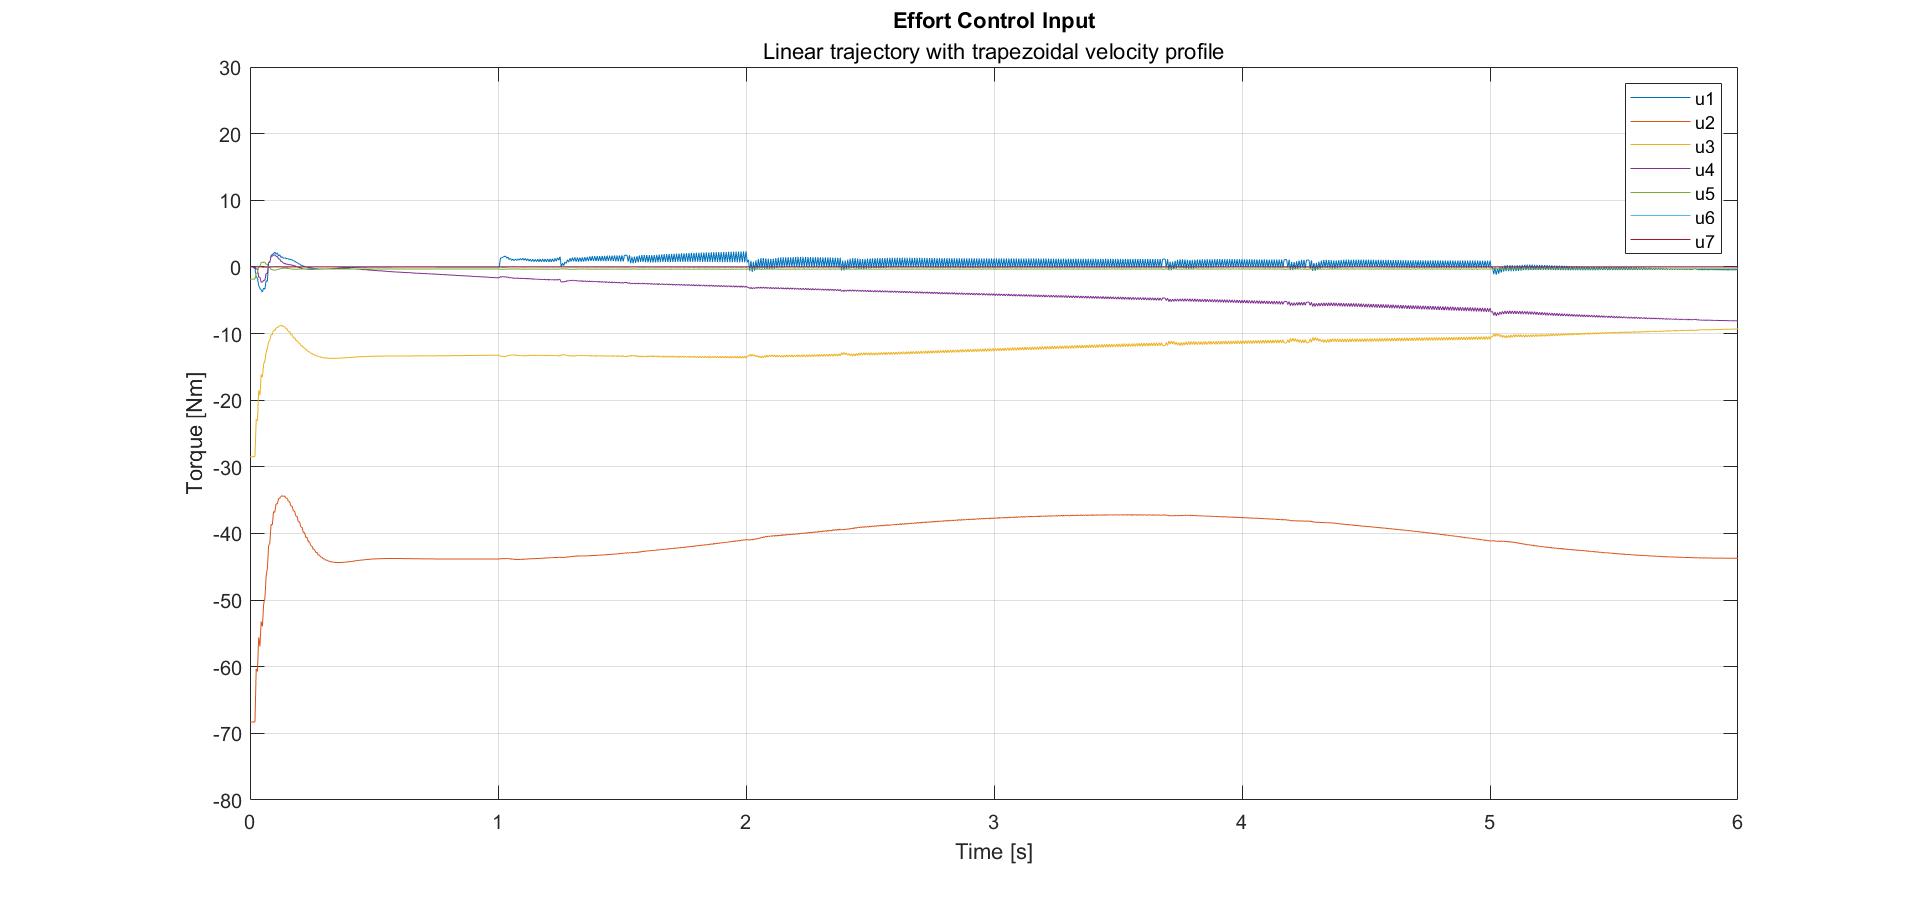 Effort Control Input
Linear trajectory with trapezoidal velocity profile
30
20
10
0
-10
-20
-30
-40
-50
-60
-70
-80
Torque [Nm]
u1
u2
u3
u4
u5
u6
u7
0 1 2 3 4 5 6
Time [s]